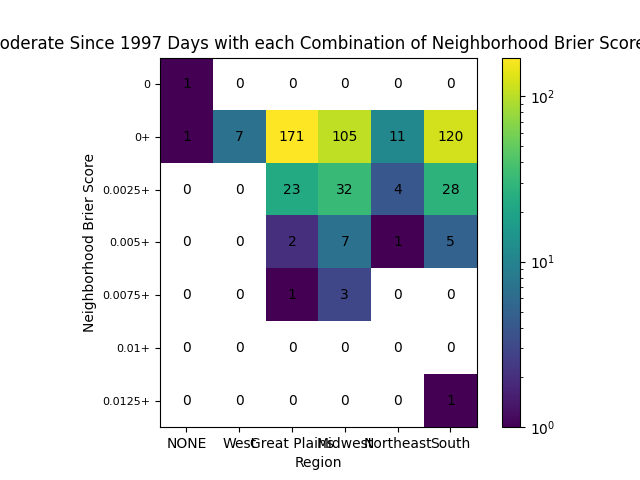 oderate Since 1997 Days with each Combination of Neighborhood Brier Score
0 1 0 0 0 0 0
0+ 1 7 171 105 11 120
0.0025+ 0 0 23 32 4 28
0.005+ 0 0 2 7 1 5
0.0075+ 0 0 1 3 0 0
0.01+ 0 0 0 0 0 0
0.0125+ 0 0 0 0 0 1
NONE West Great Plains Midwest Northeast South
Region
Neighborhood Brier Score
10²
10¹
10⁰